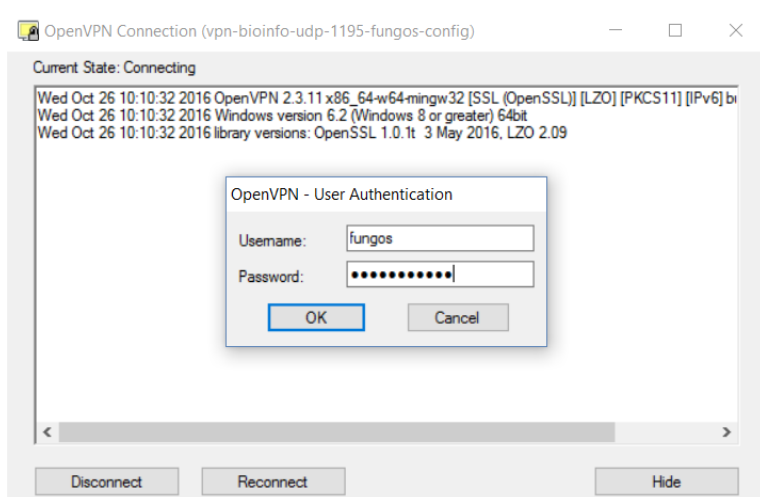 OpenVPN Connection (vpn-bioinfo-udp-1195-fungos-config)
Current State: Connecting
Wed Oct 26 10:10:32 2016 OpenVPN 2.3.11 x86_64-w64-mingw32 [SSL (OpenSSL)] [LZO] [PKCS11] [IPv6] bu
Wed Oct 26 10:10:32 2016 Windows version 6.2 (Windows 8 or greater) 64bit
Wed Oct 26 10:10:32 2016 library versions: OpenSSL 1.0.1t 3 May 2016, LZO 2.09
OpenVPN - User Authentication
Username: fungos
Password: ●●●●●●●●●●●
OK Cancel
Disconnect Reconnect Hide